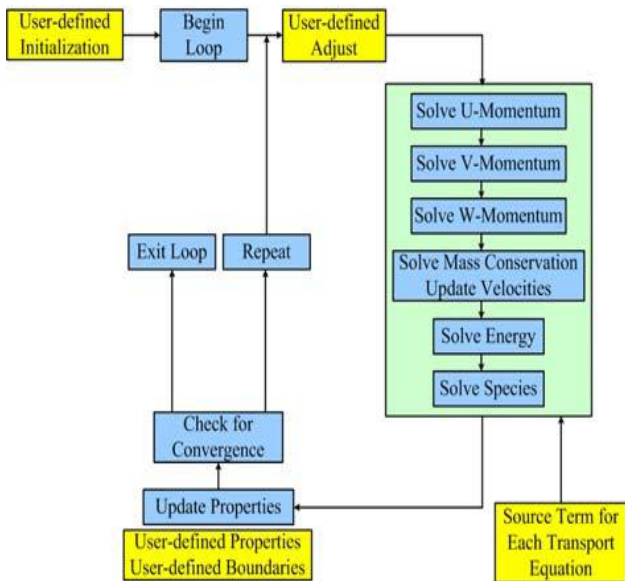 User-defined
Initialization
Begin
Loop
User-defined
Adjust
Solve U-Momentum
Solve V-Momentum
Solve W-Momentum
Solve Mass Conservation
Update Velocities
Solve Energy
Solve Species
Exit Loop
Repeat
Check for
Convergence
Update Properties
User-defined Properties
User-defined Boundaries
Source Term for
Each Transport
Equation